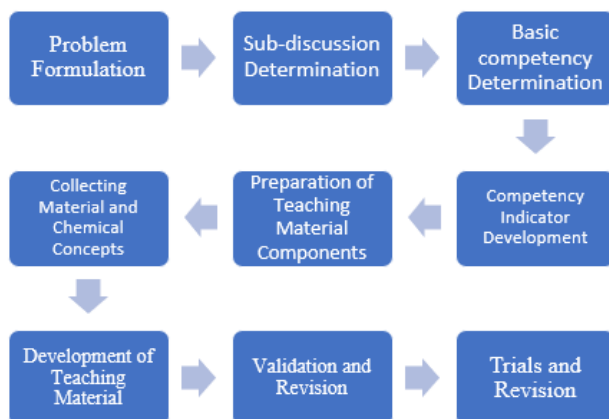 Problem
Formulation
Sub-discussion
Determination
Basic
competency
Determination
Competency
Indicator
Development
Preparation of
Teaching
Material
Components
Collecting
Material and
Chemical
Concepts
Development of
Teaching
Material
Validation and
Revision
Trials and
Revision